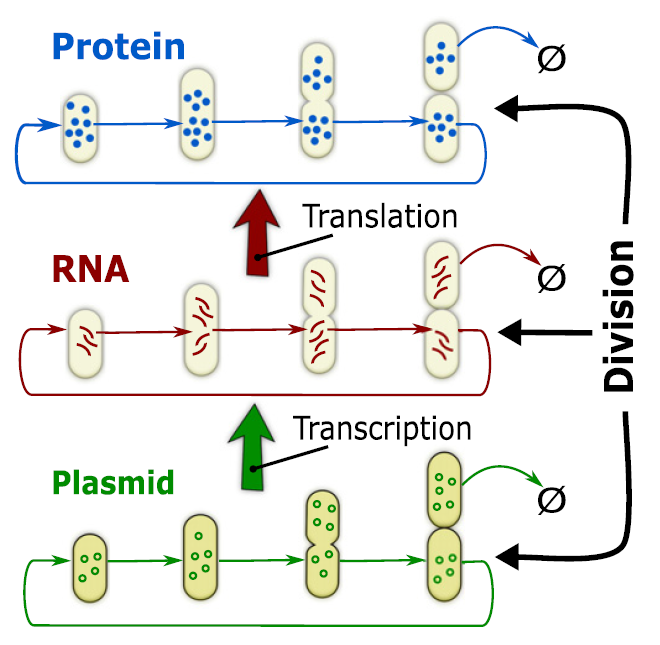 Protein
Ø
Translation
RNA
Ø
Division
Transcription
Plasmid
Ø